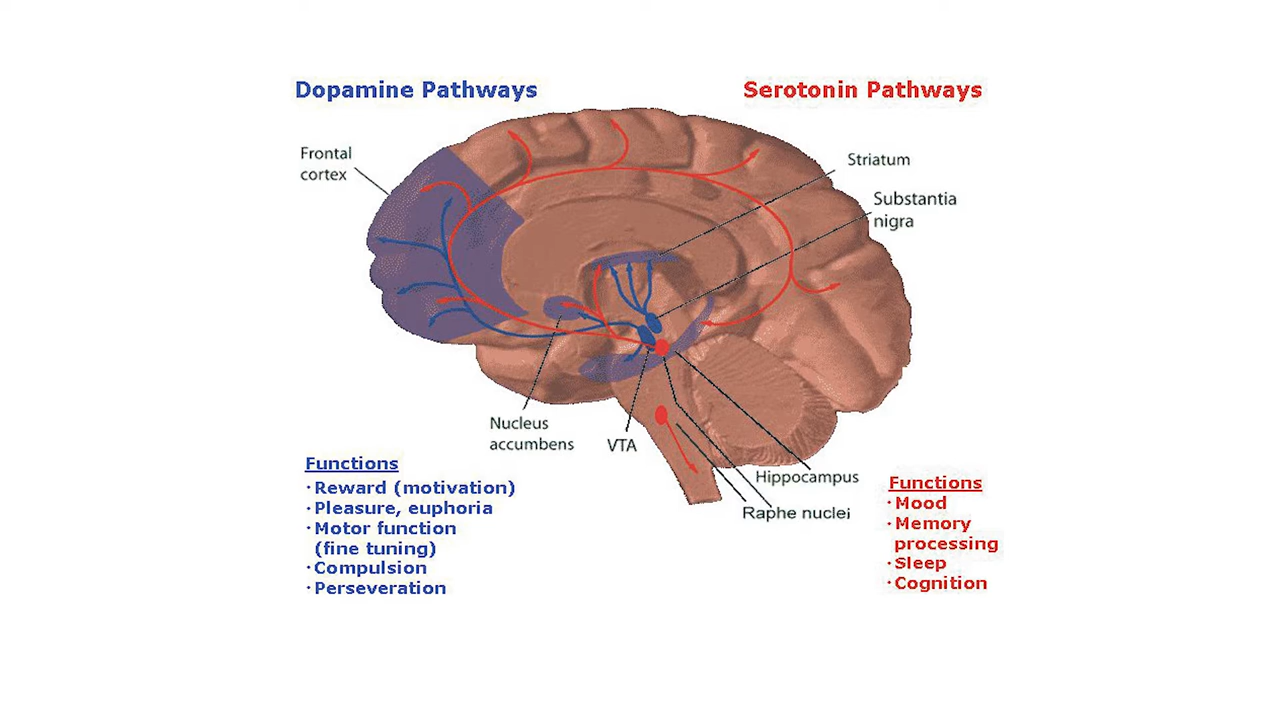 Dopamine Pathways
Serotonin Pathways
Frontal
cortex
Striatum
Substantia
nigra
Nucleus
accumbens
VTA
Hippocampus
Raphe nuclei
Functions
·Reward (motivation)
·Pleasure, euphoria
·Motor function
(fine tuning)
·Compulsion
·Perseveration
Functions
·Mood
·Memory
processing
·Sleep
·Cognition